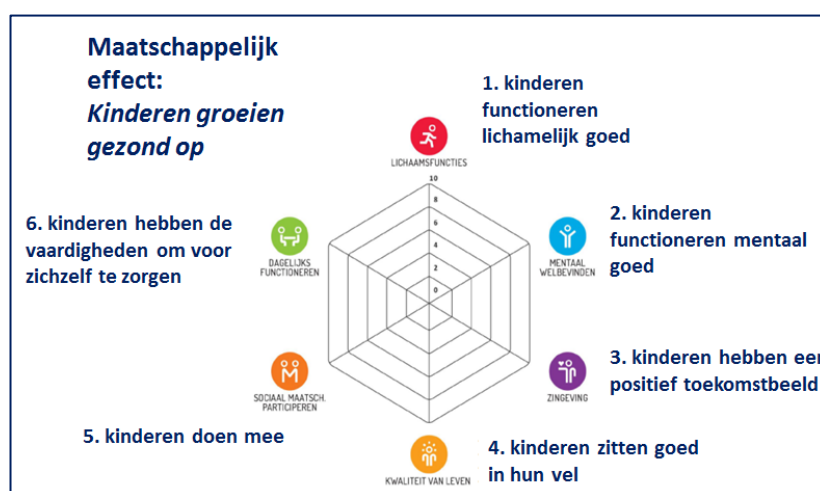 Maatschappelijk
effect:
Kinderen groeien
gezond op
1. kinderen
functioneren
lichamelijk goed
LICHAAMSFUNCTIES
10
8
6
4
2
0
2. kinderen
functioneren mentaal
goed
MENTAAL
WELBEVINDEN
3. kinderen hebben een
positief toekomstbeeld
ZINGEVING
4. kinderen zitten goed
in hun vel
KWALITEIT VAN LEVEN
5. kinderen doen mee
SOCIAAL MAATSCH.
PARTICIPEREN
6. kinderen hebben de
vaardigheden om voor
zichzelf te zorgen
DAGELIJKS
FUNCTIONEREN